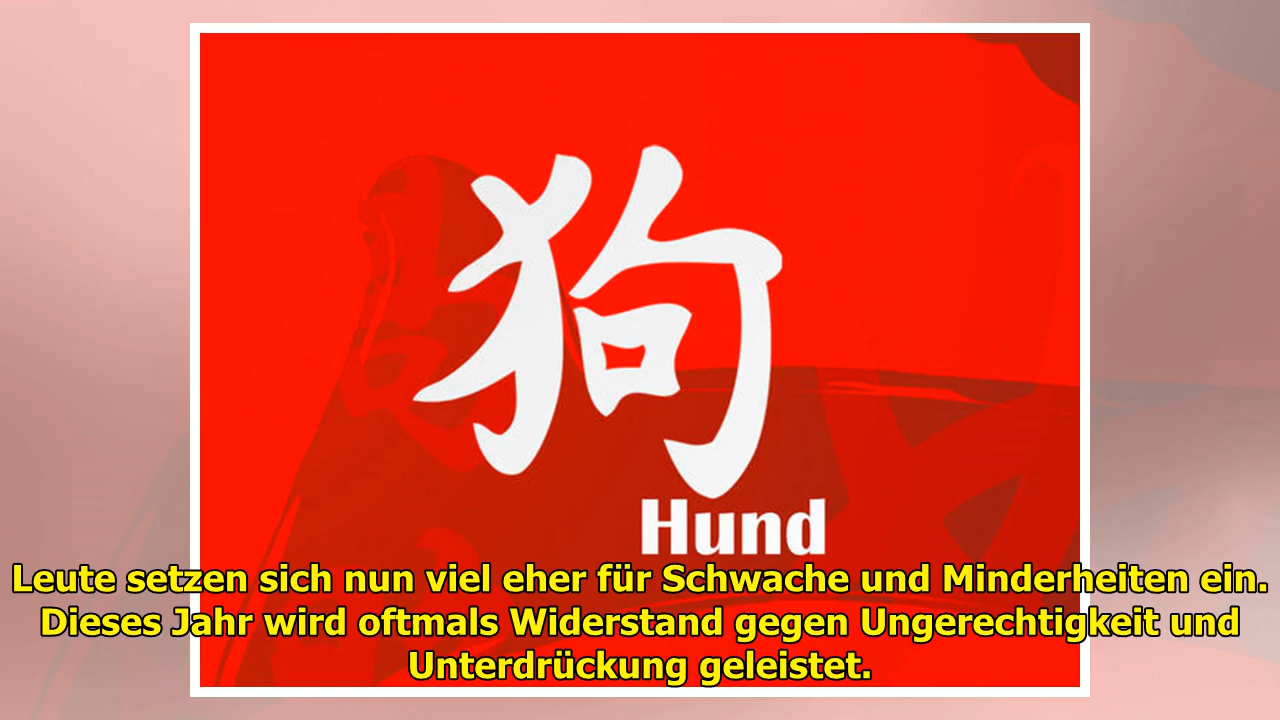 狗
Hund
Leute setzen sich nun viel eher für Schwache und Minderheiten ein.
Dieses Jahr wird oftmals Widerstand gegen Ungerechtigkeit und
Unterdrückung geleistet.